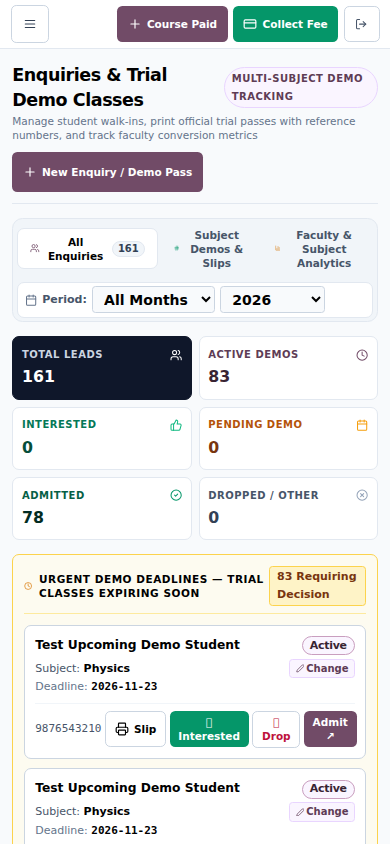 Course Paid
Collect Fee
Enquiries & Trial
Demo Classes
MULTI-SUBJECT DEMO
TRACKING
Manage student walk-ins, print official trial passes with reference
numbers, and track faculty conversion metrics
New Enquiry / Demo Pass
All
Enquiries
161
Subject
Demos &
Slips
Faculty &
Subject
Analytics
Period:
All Months
2026
TOTAL LEADS
161
ACTIVE DEMOS
83
INTERESTED
0
PENDING DEMO
0
ADMITTED
78
DROPPED / OTHER
0
URGENT DEMO DEADLINES — TRIAL
CLASSES EXPIRING SOON
83 Requiring
Decision
Test Upcoming Demo Student
Active
Subject: Physics
Change
Deadline: 2026-11-23
9876543210
Slip
Interested
Drop
Admit
↗
Test Upcoming Demo Student
Active
Subject: Physics
Change
Deadline: 2026-11-23